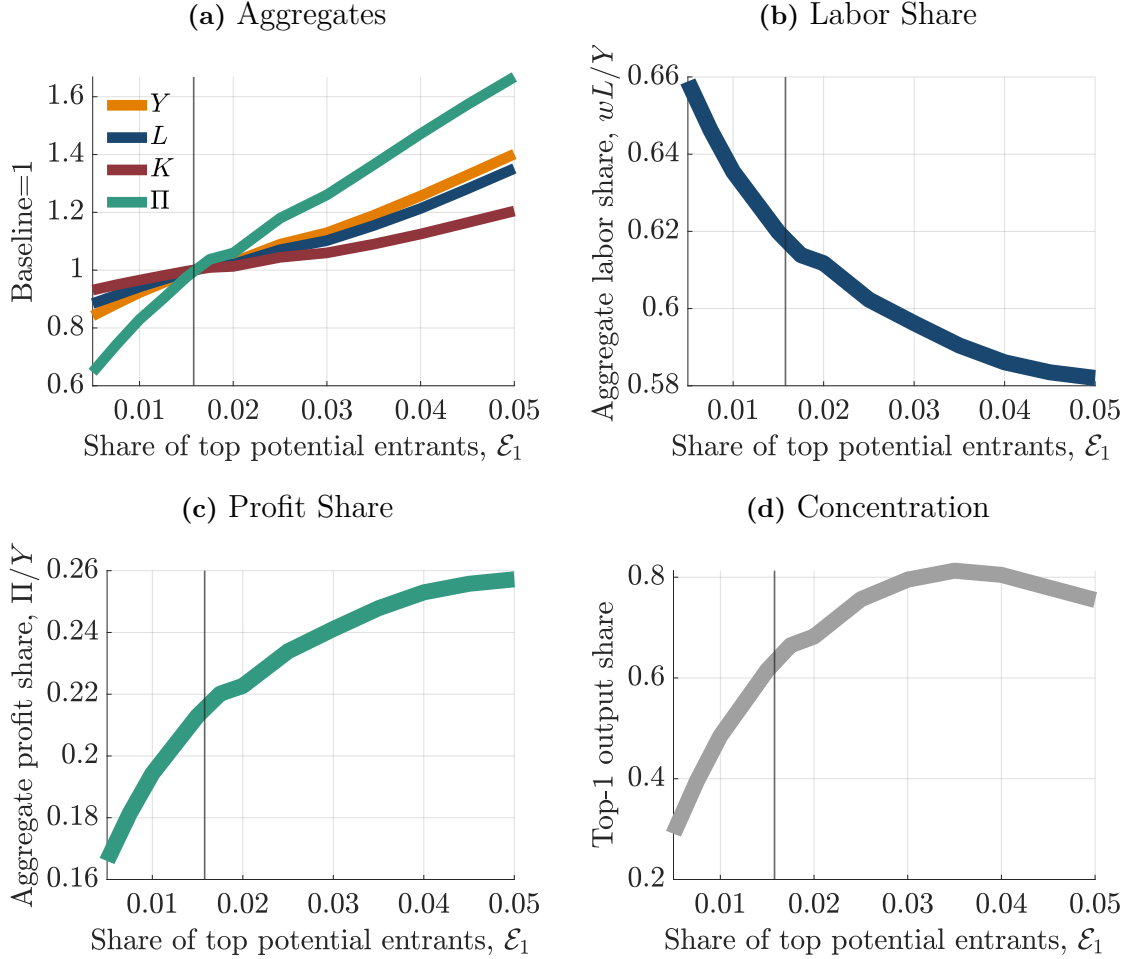 (a) Aggregates
Baseline=1
1.6
1.4
1.2
1
0.8
0.6
Y
L
K
Π
0.01 0.02 0.03 0.04 0.05
Share of top potential entrants, ℰ₁
(b) Labor Share
Aggregate labor share, wL/Y
0.66
0.64
0.62
0.6
0.58
0.01 0.02 0.03 0.04 0.05
Share of top potential entrants, ℰ₁
(c) Profit Share
Aggregate profit share, Π/Y
0.26
0.24
0.22
0.2
0.18
0.16
0.01 0.02 0.03 0.04 0.05
Share of top potential entrants, ℰ₁
(d) Concentration
Top-1 output share
0.8
0.6
0.4
0.2
0.01 0.02 0.03 0.04 0.05
Share of top potential entrants, ℰ₁